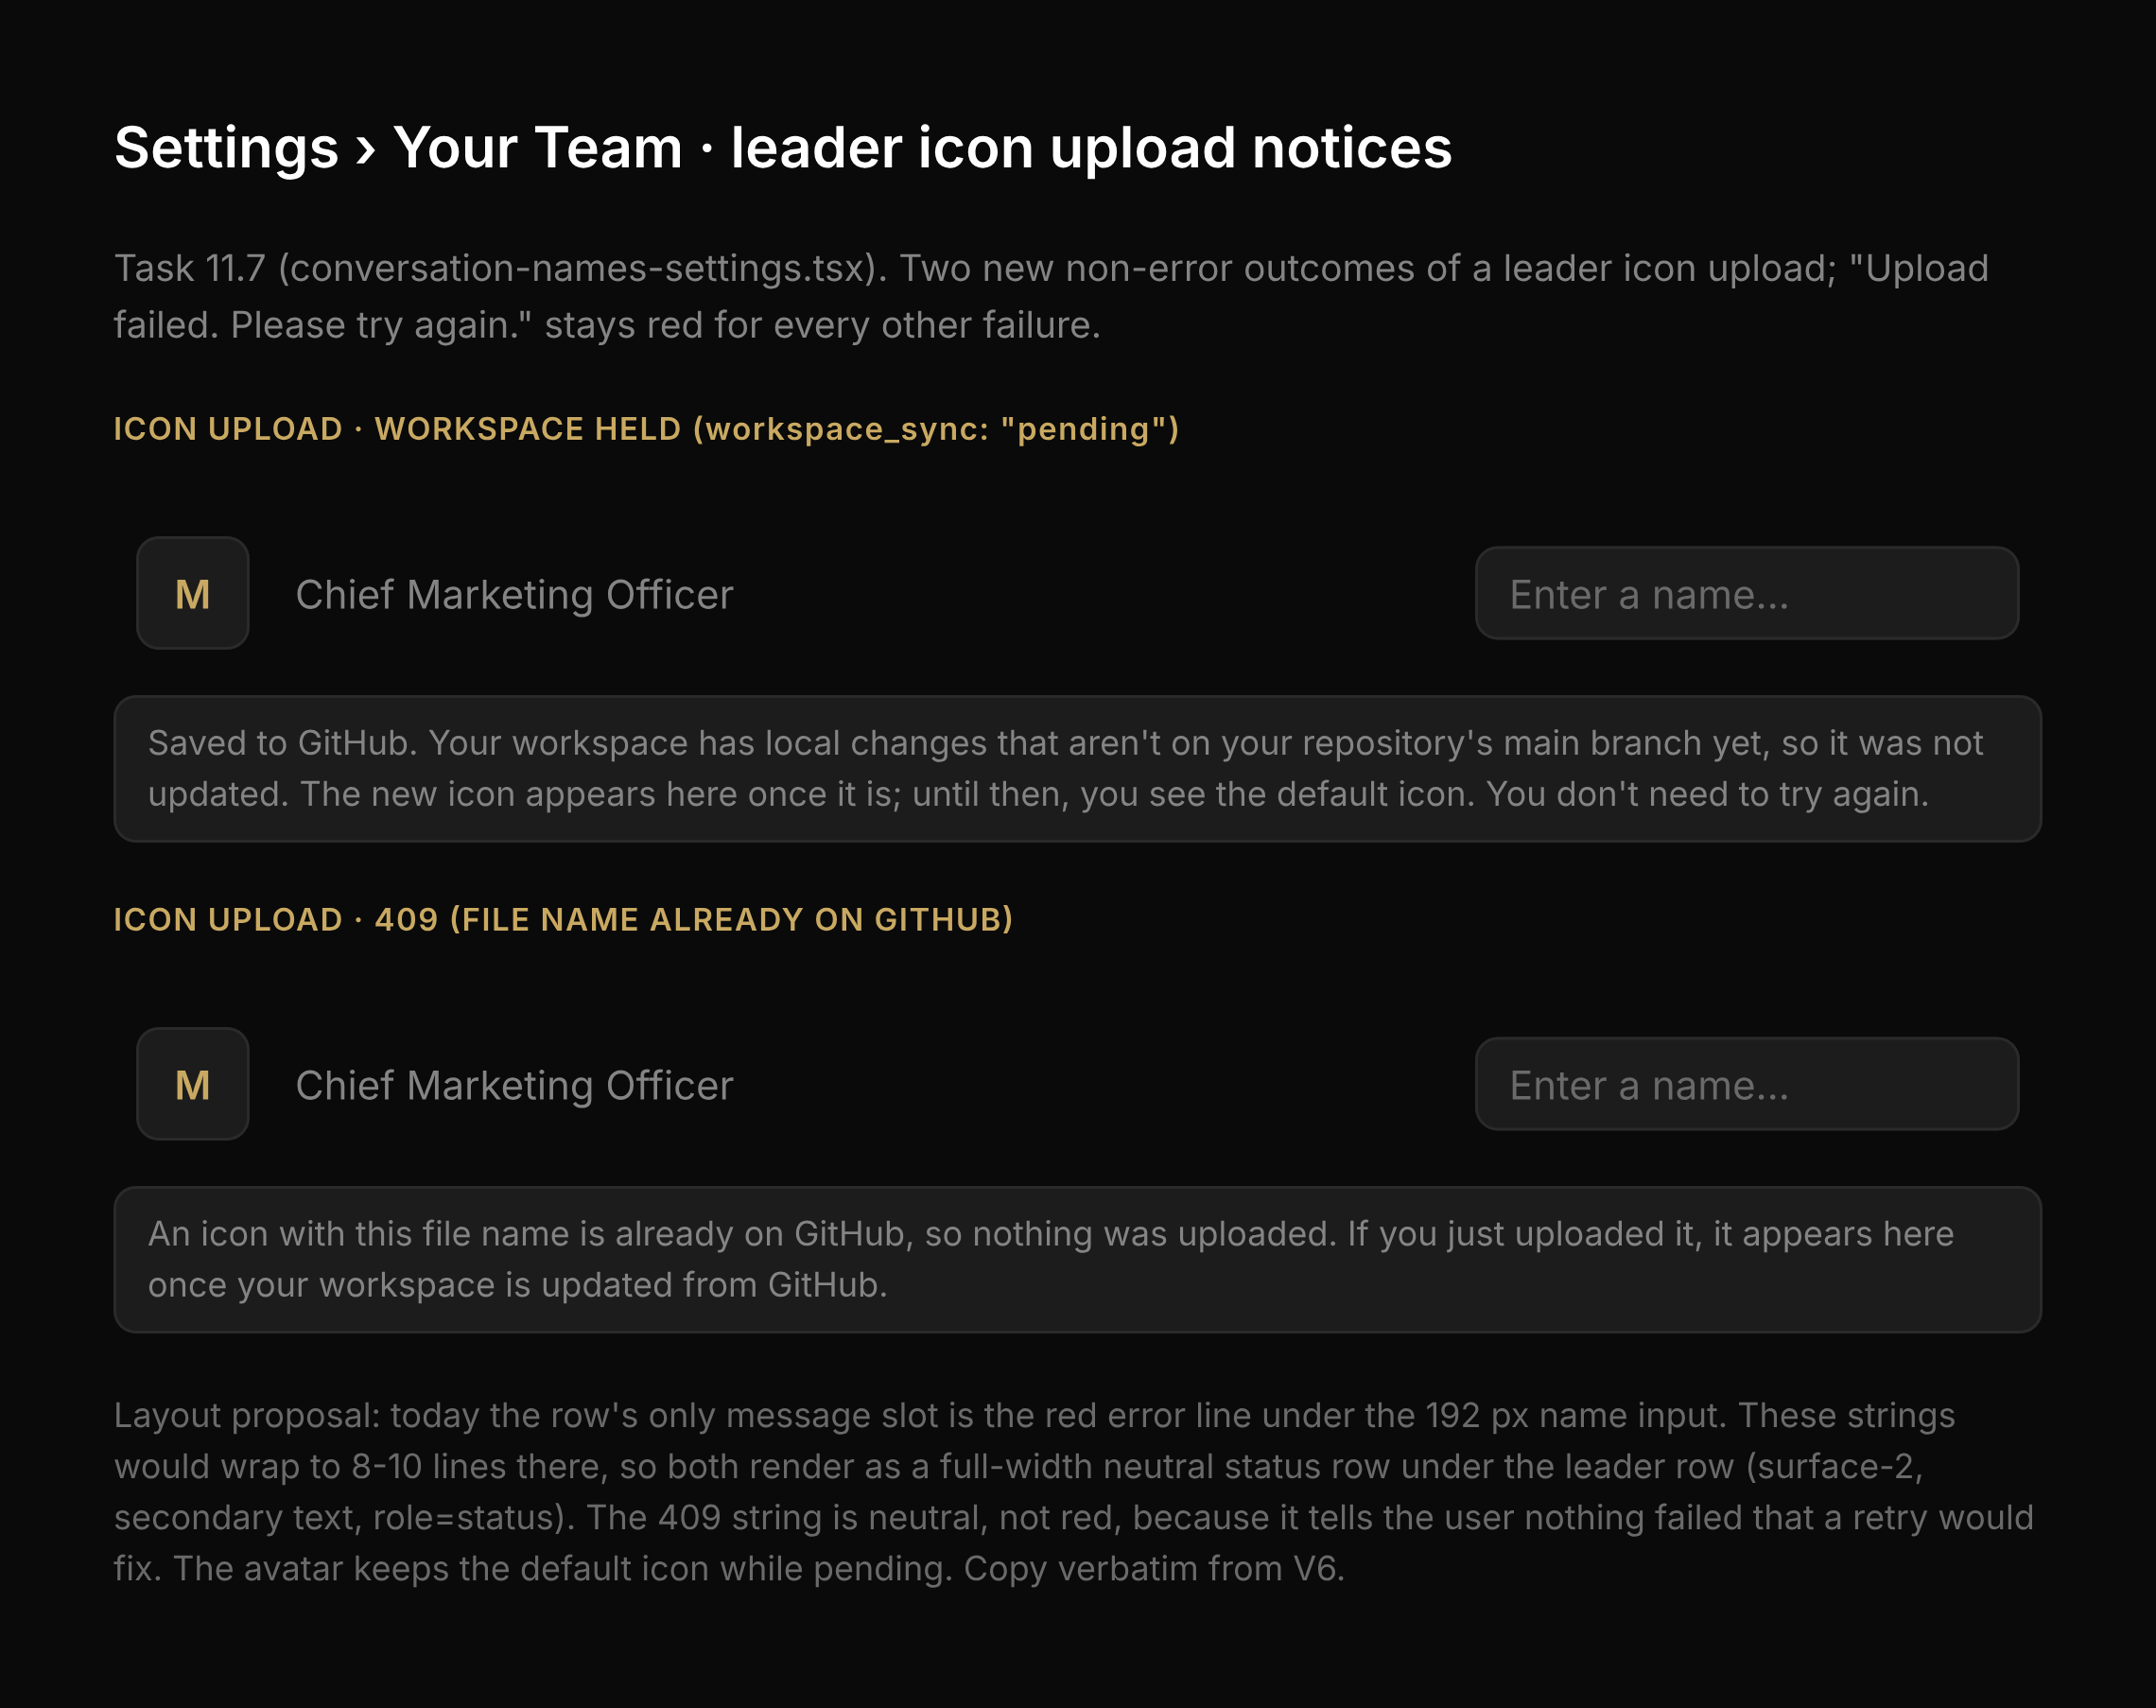 Settings › Your Team · leader icon upload notices
Task 11.7 (conversation-names-settings.tsx). Two new non-error outcomes of a leader icon upload; "Upload
failed. Please try again." stays red for every other failure.
ICON UPLOAD · WORKSPACE HELD (workspace_sync: "pending")
M
Chief Marketing Officer
Enter a name...
Saved to GitHub. Your workspace has local changes that aren't on your repository's main branch yet, so it was not
updated. The new icon appears here once it is; until then, you see the default icon. You don't need to try again.
ICON UPLOAD · 409 (FILE NAME ALREADY ON GITHUB)
M
Chief Marketing Officer
Enter a name...
An icon with this file name is already on GitHub, so nothing was uploaded. If you just uploaded it, it appears here
once your workspace is updated from GitHub.
Layout proposal: today the row's only message slot is the red error line under the 192 px name input. These strings
would wrap to 8-10 lines there, so both render as a full-width neutral status row under the leader row (surface-2,
secondary text, role=status). The 409 string is neutral, not red, because it tells the user nothing failed that a retry would
fix. The avatar keeps the default icon while pending. Copy verbatim from V6.